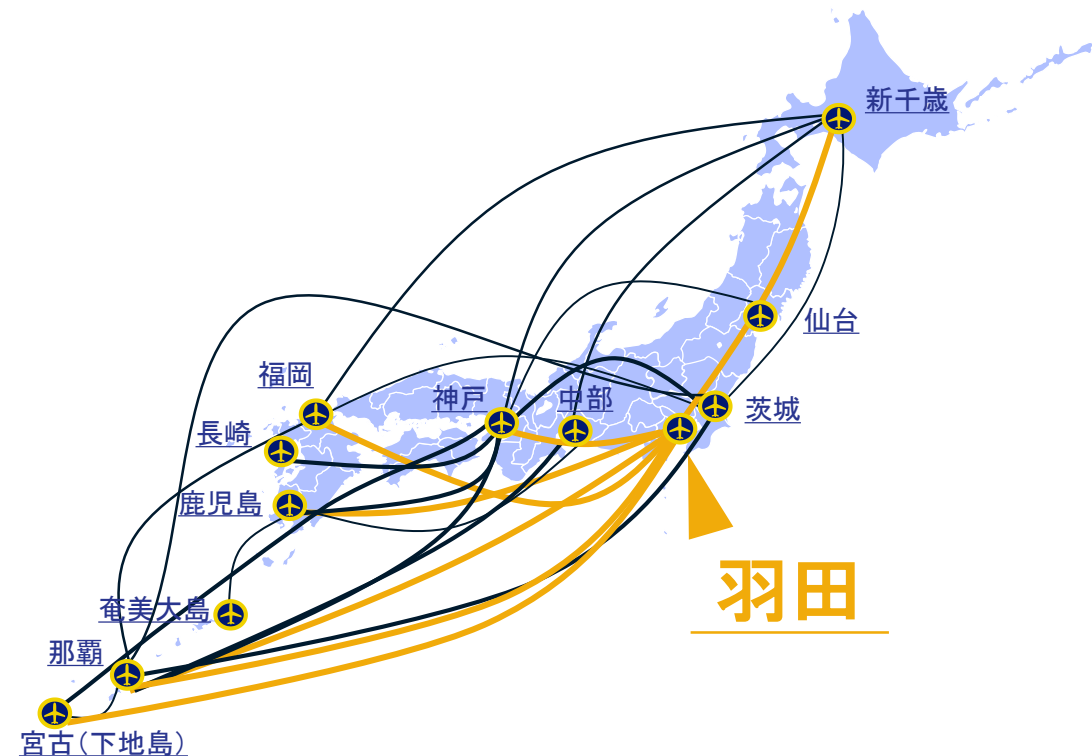 新千歳
仙台
福岡
神戸
中部
茨城
長崎
鹿児島
羽田
奄美大島
那覇
宮古(下地島)